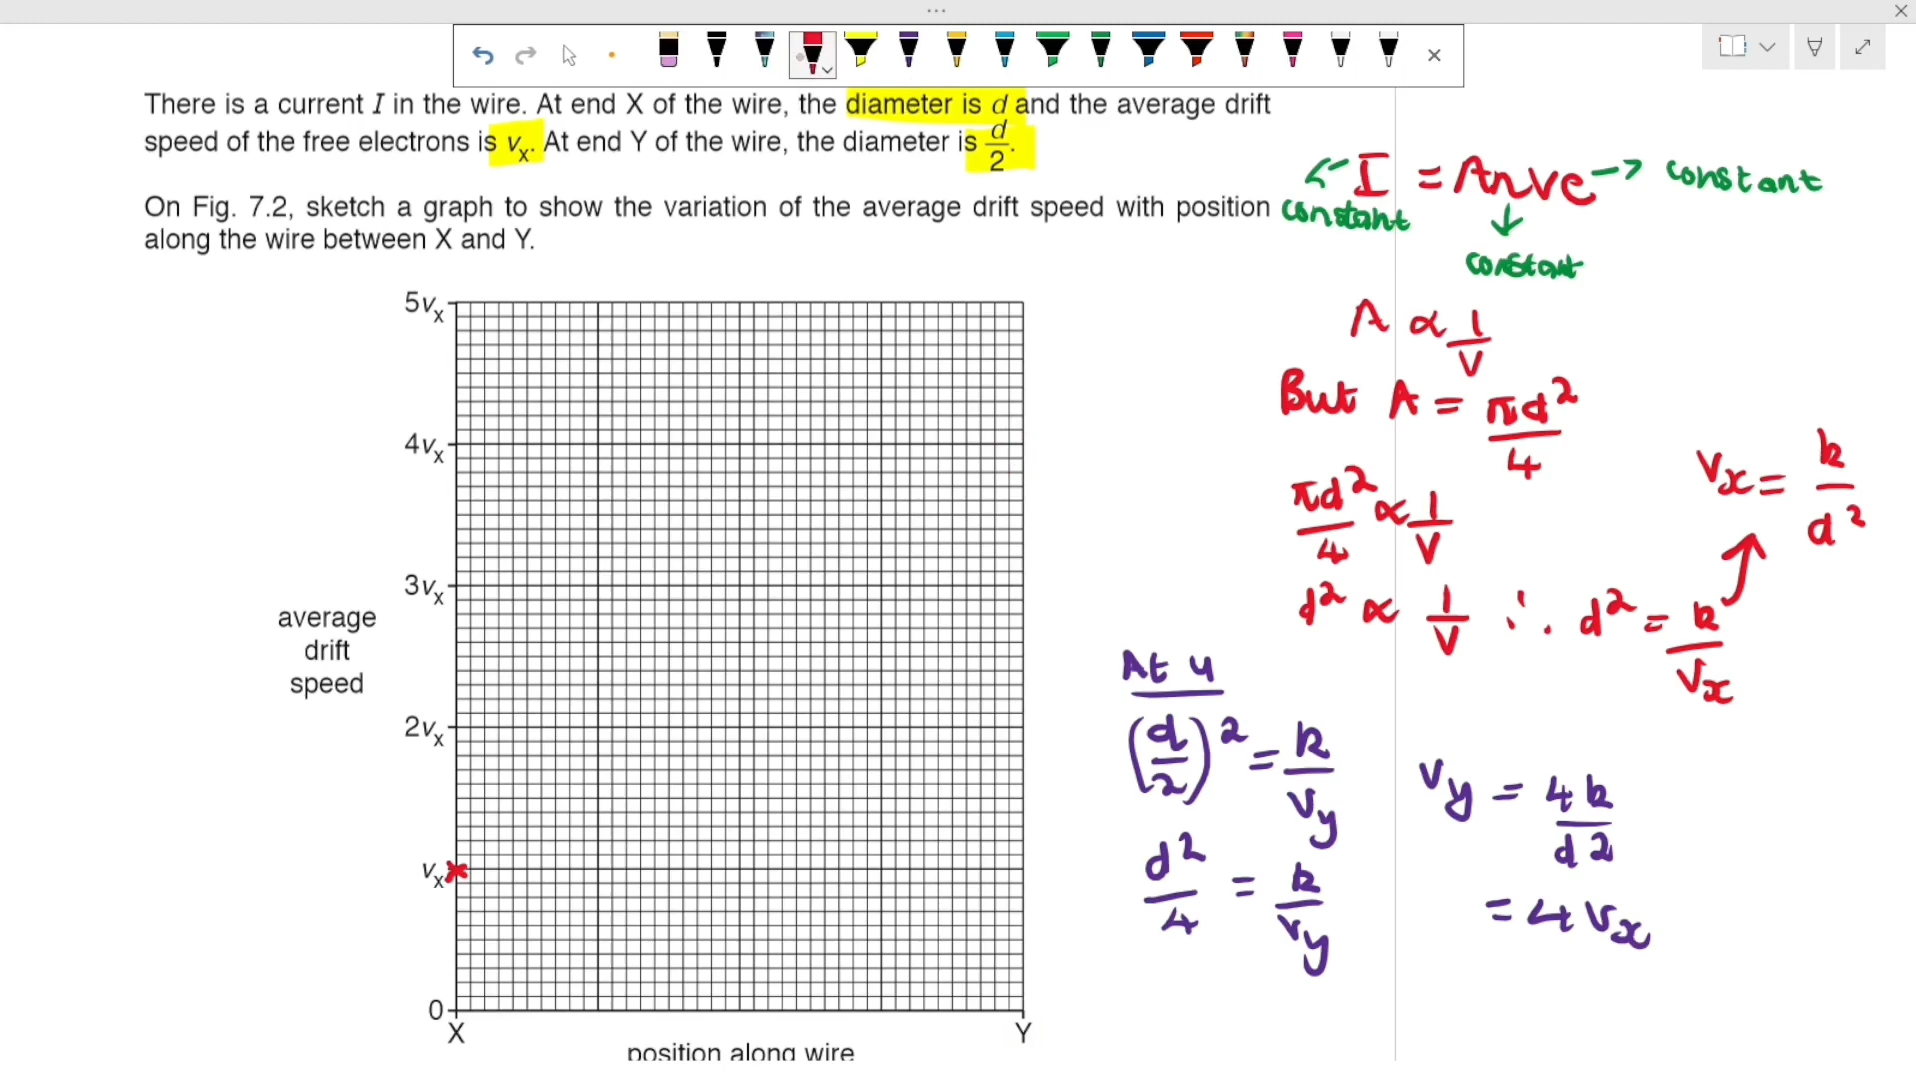 There is a current I in the wire. At end X of the wire, the diameter is d and the average drift
speed of the free electrons is vx. At end Y of the wire, the diameter is d/2.
On Fig. 7.2, sketch a graph to show the variation of the average drift speed with position
along the wire between X and Y.
5vx
4vx
3vx
2vx
vx
0
average
drift
speed
X
Y
position along wire
I = Anve → constant
constant
constant
A ∝ 1/v
But A = πd²/4
πd²/4 ∝ 1/v
d² ∝ 1/v ∴ d² = k/vx
vx = k/d²
At Y
(d/2)² = k/vy
d²/4 = k/vy
vy = 4k/d2
= 4vx